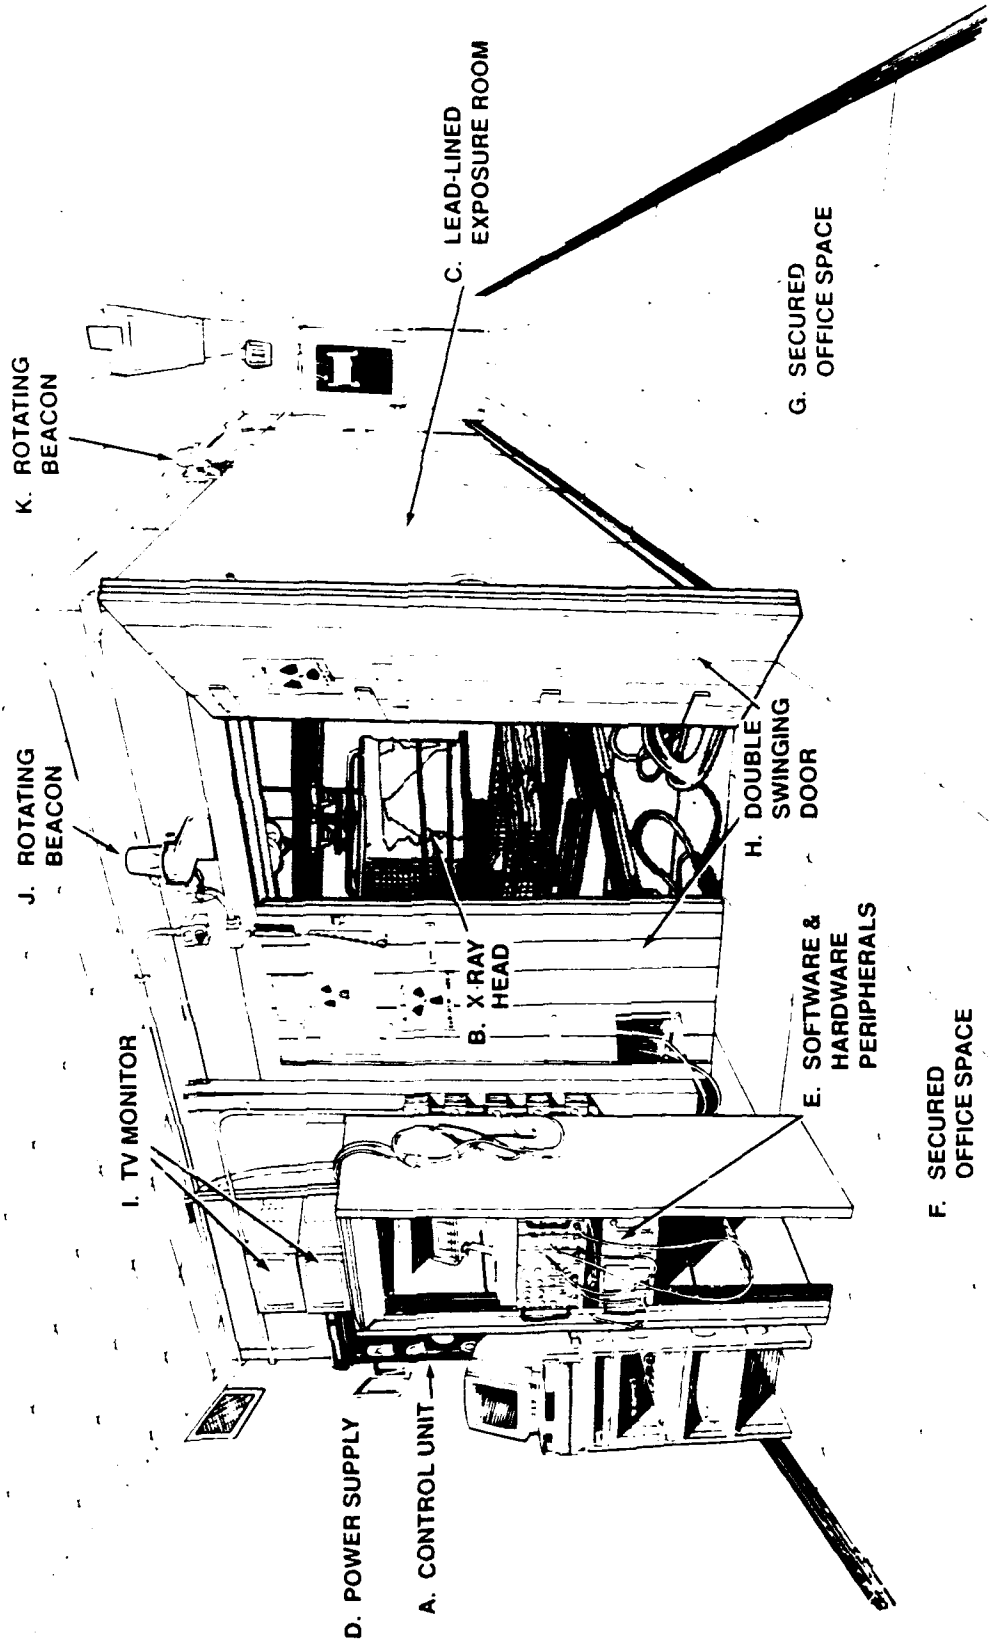 K. ROTATING
BEACON
J. ROTATING
BEACON
I. TV MONITOR
C. LEAD-LINED
EXPOSURE ROOM
D. POWER SUPPLY
A. CONTROL UNIT
B. X-RAY
HEAD
H. DOUBLE
SWINGING
DOOR
G. SECURED
OFFICE SPACE
E. SOFTWARE &
HARDWARE
PERIPHERALS
F. SECURED
OFFICE SPACE